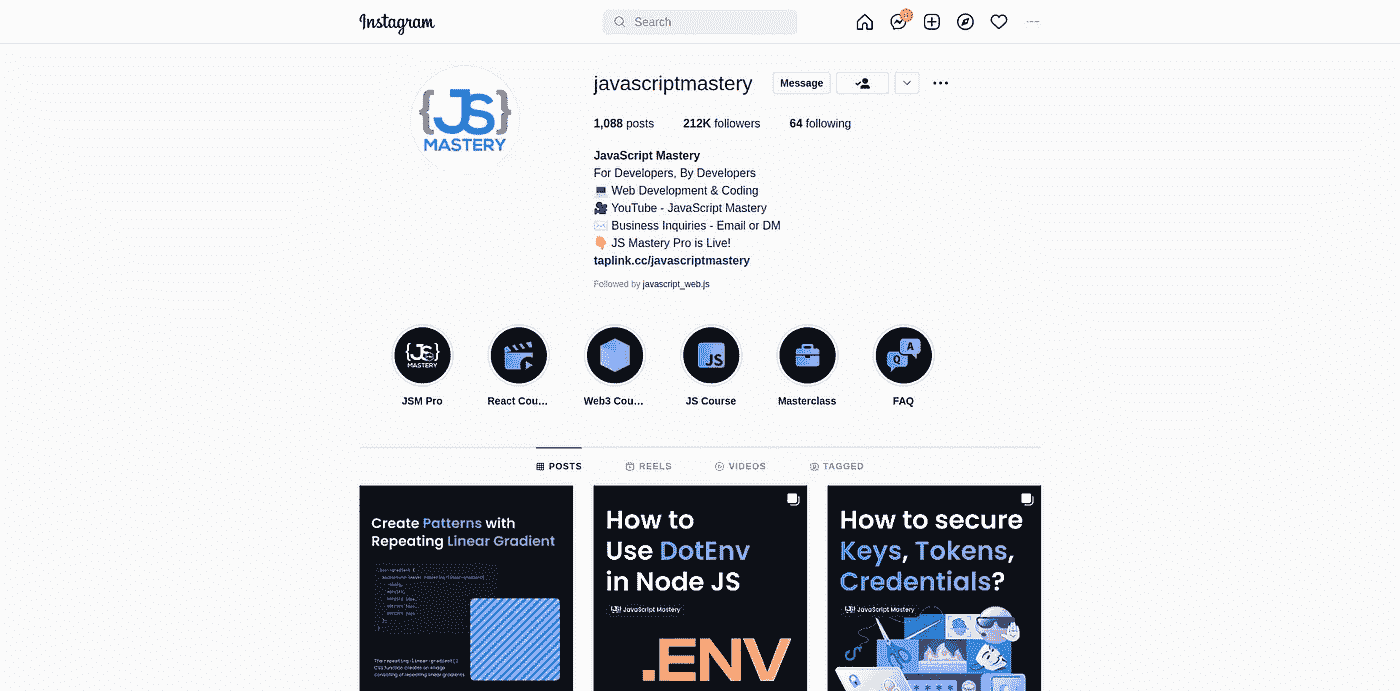 Instagram
Search
{JS}
MASTERY
javascriptmastery
Message
1,088 posts 212K followers 64 following
JavaScript Mastery
For Developers, By Developers
💻 Web Development & Coding
🎥 YouTube - JavaScript Mastery
✉️ Business Inquiries - Email or DM
👇 JS Mastery Pro is Live!
taplink.cc/javascriptmastery
Followed by javascript_web.js
{JS}
MASTERY
JS
Q A
JSM Pro
React Cou...
Web3 Cou...
JS Course
Masterclass
FAQ
POSTS
REELS
VIDEOS
TAGGED
Create Patterns with
Repeating Linear Gradient
The repeating-linear-gradient()
CSS function creates an image
consisting of repeating linear gradients
How to
Use DotEnv
in Node JS
JavaScript Mastery
.ENV
How to secure
Keys, Tokens,
Credentials?
JavaScript Mastery